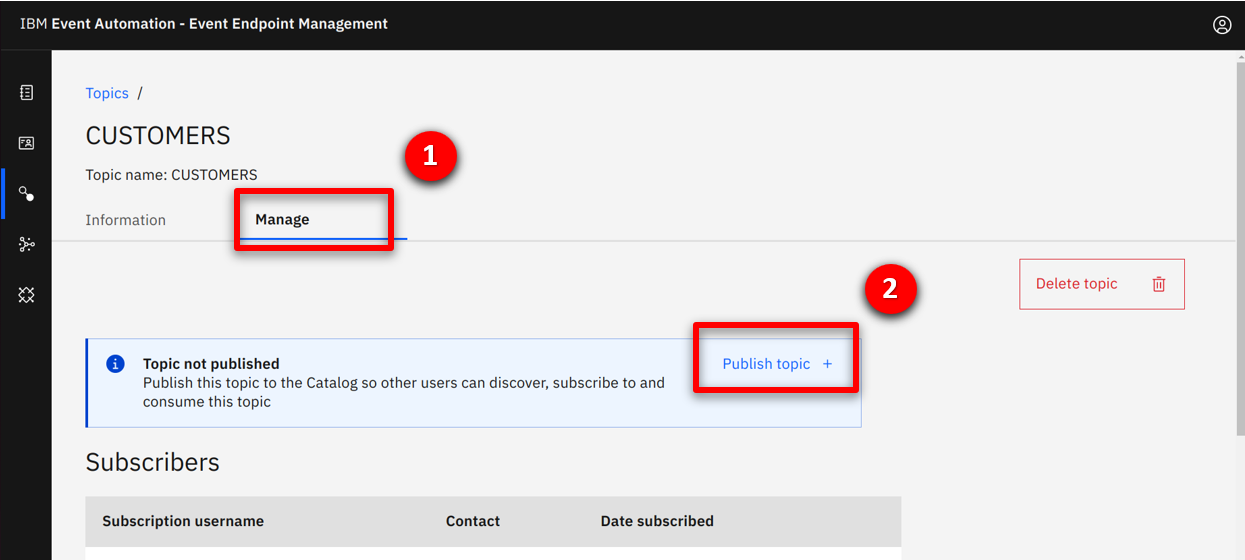 IBM Event Automation - Event Endpoint Management
Topics /
CUSTOMERS
1
Topic name: CUSTOMERS
Information Manage
2
Delete topic
Topic not published
Publish topic +
Publish this topic to the Catalog so other users can discover, subscribe to and
consume this topic
Subscribers
Subscription username Contact Date subscribed